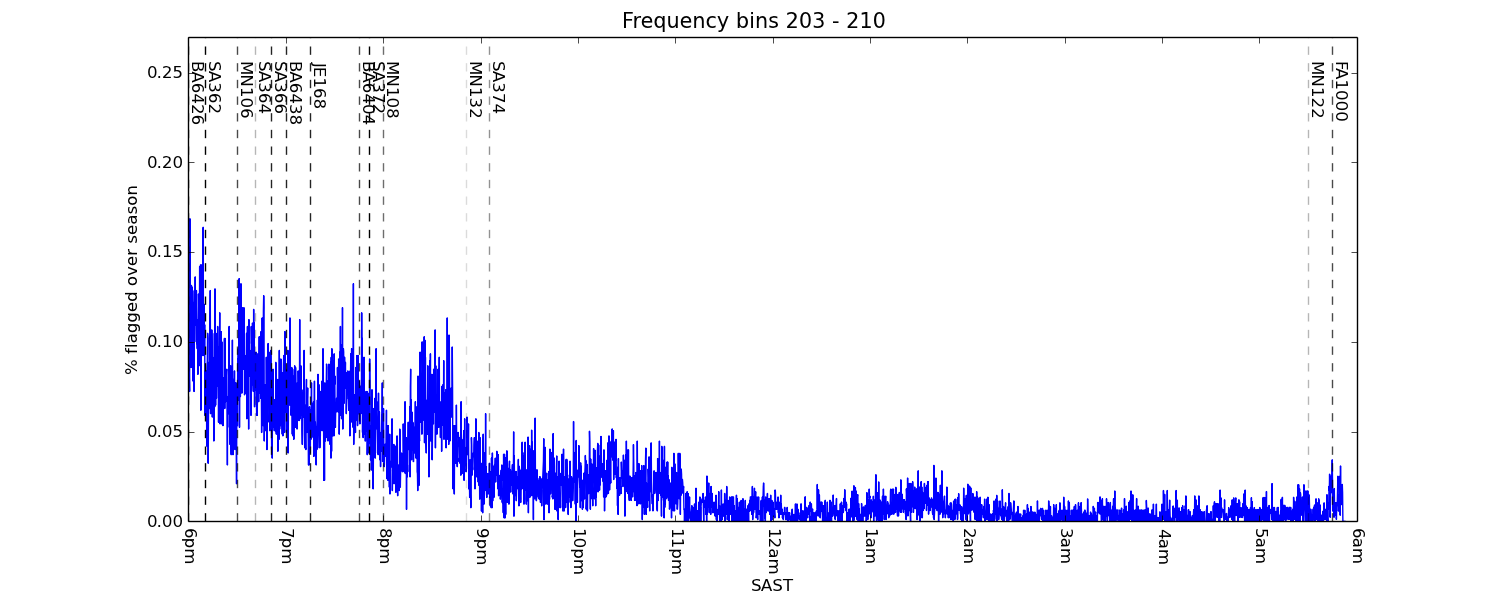 Frequency bins 203 - 210
% flagged over season
0.25
0.20
0.15
0.10
0.05
0.00
BA6426
SA362
MN106
SA364
SA366
BA6438
JE168
BA6404
SA372
MN108
MN132
SA374
MN122
FA1000
6pm
7pm
8pm
9pm
10pm
11pm
12am
1am
2am
3am
4am
5am
6am
SAST